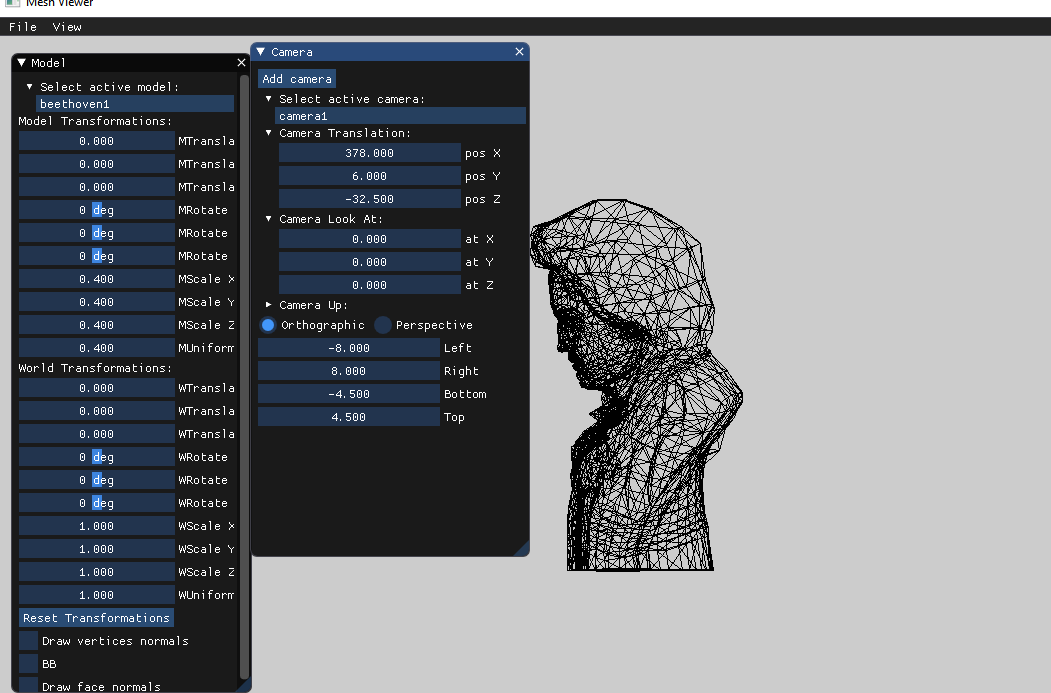 Mesh Viewer
File View
Model
Select active model:
beethoven1
Model Transformations:
0.000 MTransla
0.000 MTransla
0.000 MTransla
0 deg MRotate
0 deg MRotate
0 deg MRotate
0.400 MScale X
0.400 MScale Y
0.400 MScale Z
0.400 MUniform
World Transformations:
0.000 WTransla
0.000 WTransla
0.000 WTransla
0 deg WRotate
0 deg WRotate
0 deg WRotate
1.000 WScale X
1.000 WScale Y
1.000 WScale Z
1.000 WUniform
Reset Transformations
Draw vertices normals
BB
Draw face normals
Camera
Add camera
Select active camera:
camera1
Camera Translation:
378.000 pos X
6.000 pos Y
-32.500 pos Z
Camera Look At:
0.000 at X
0.000 at Y
0.000 at Z
Camera Up:
Orthographic Perspective
-8.000 Left
8.000 Right
-4.500 Bottom
4.500 Top